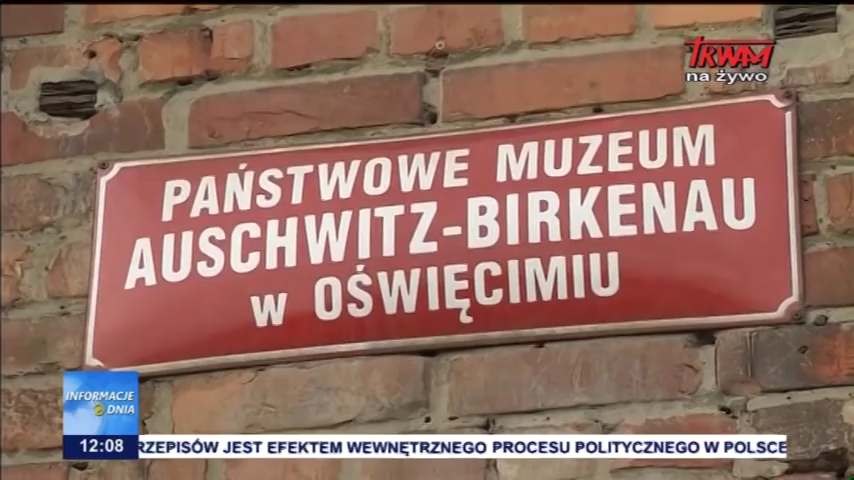 TRWAM
na żywo
PAŃSTWOWE MUZEUM
AUSCHWITZ-BIRKENAU
w OŚWIĘCIMIU
INFORMACJE
DNIA
12:08
RZEPISÓW JEST EFEKTEM WEWNĘTRZNEGO PROCESU POLITYCZNEGO W POLSCE